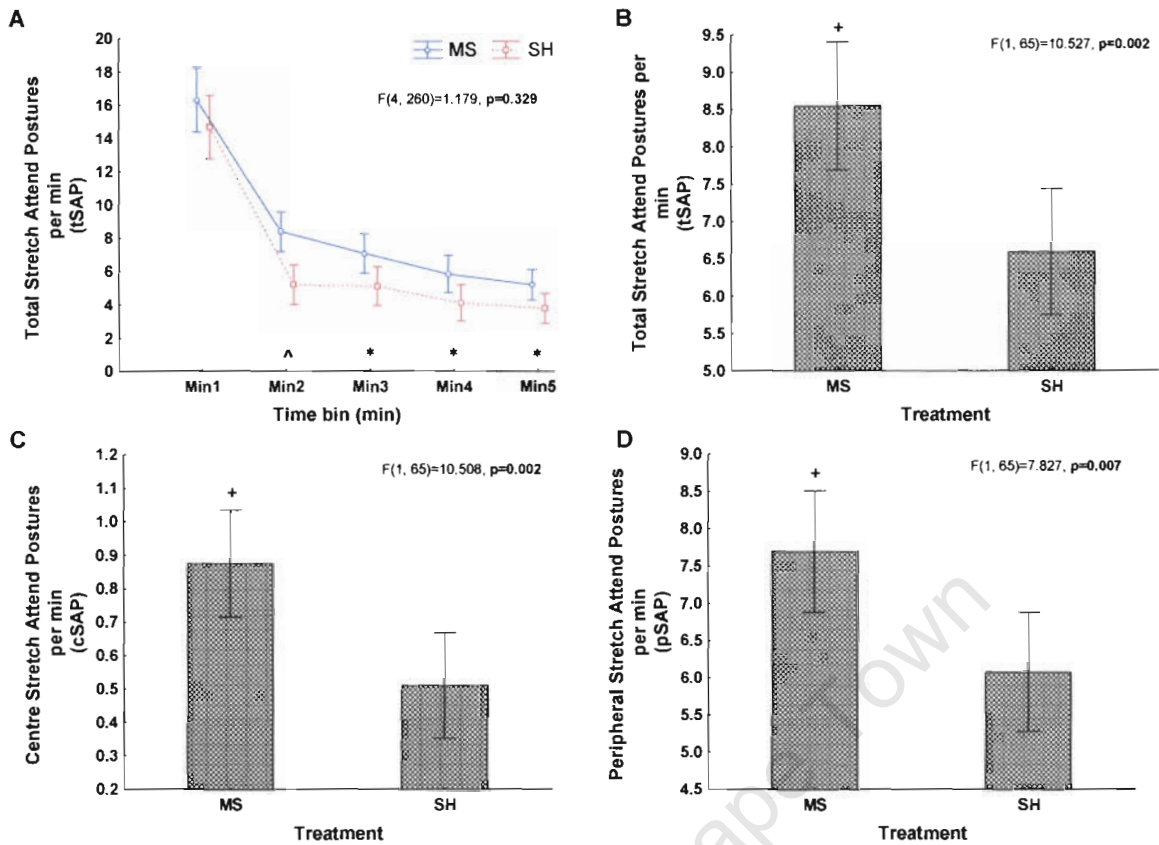 A
Total Stretch Attend Postures
per min
(tSAP)
20
18
16
14
12
10
8
6
4
2
0
MS SH
F(4, 260)=1.179, p=0.329
^ * * *
Min1 Min2 Min3 Min4 Min5
Time bin (min)
B
Total Stretch Attend Postures per
min
(tSAP)
9.5
9.0
8.5
8.0
7.5
7.0
6.5
6.0
5.5
5.0
+
F(1, 65)=10.527, p=0.002
MS SH
Treatment
C
Centre Stretch Attend Postures
per min
(cSAP)
1.2
1.1
1.0
0.9
0.8
0.7
0.6
0.5
0.4
0.3
0.2
+
F(1, 65)=10.508, p=0.002
MS SH
Treatment
D
Peripheral Stretch Attend Postures
per min
(pSAP)
9.0
8.5
8.0
7.5
7.0
6.5
6.0
5.5
5.0
4.5
+
F(1, 65)=7.827, p=0.007
MS SH
Treatment
Town